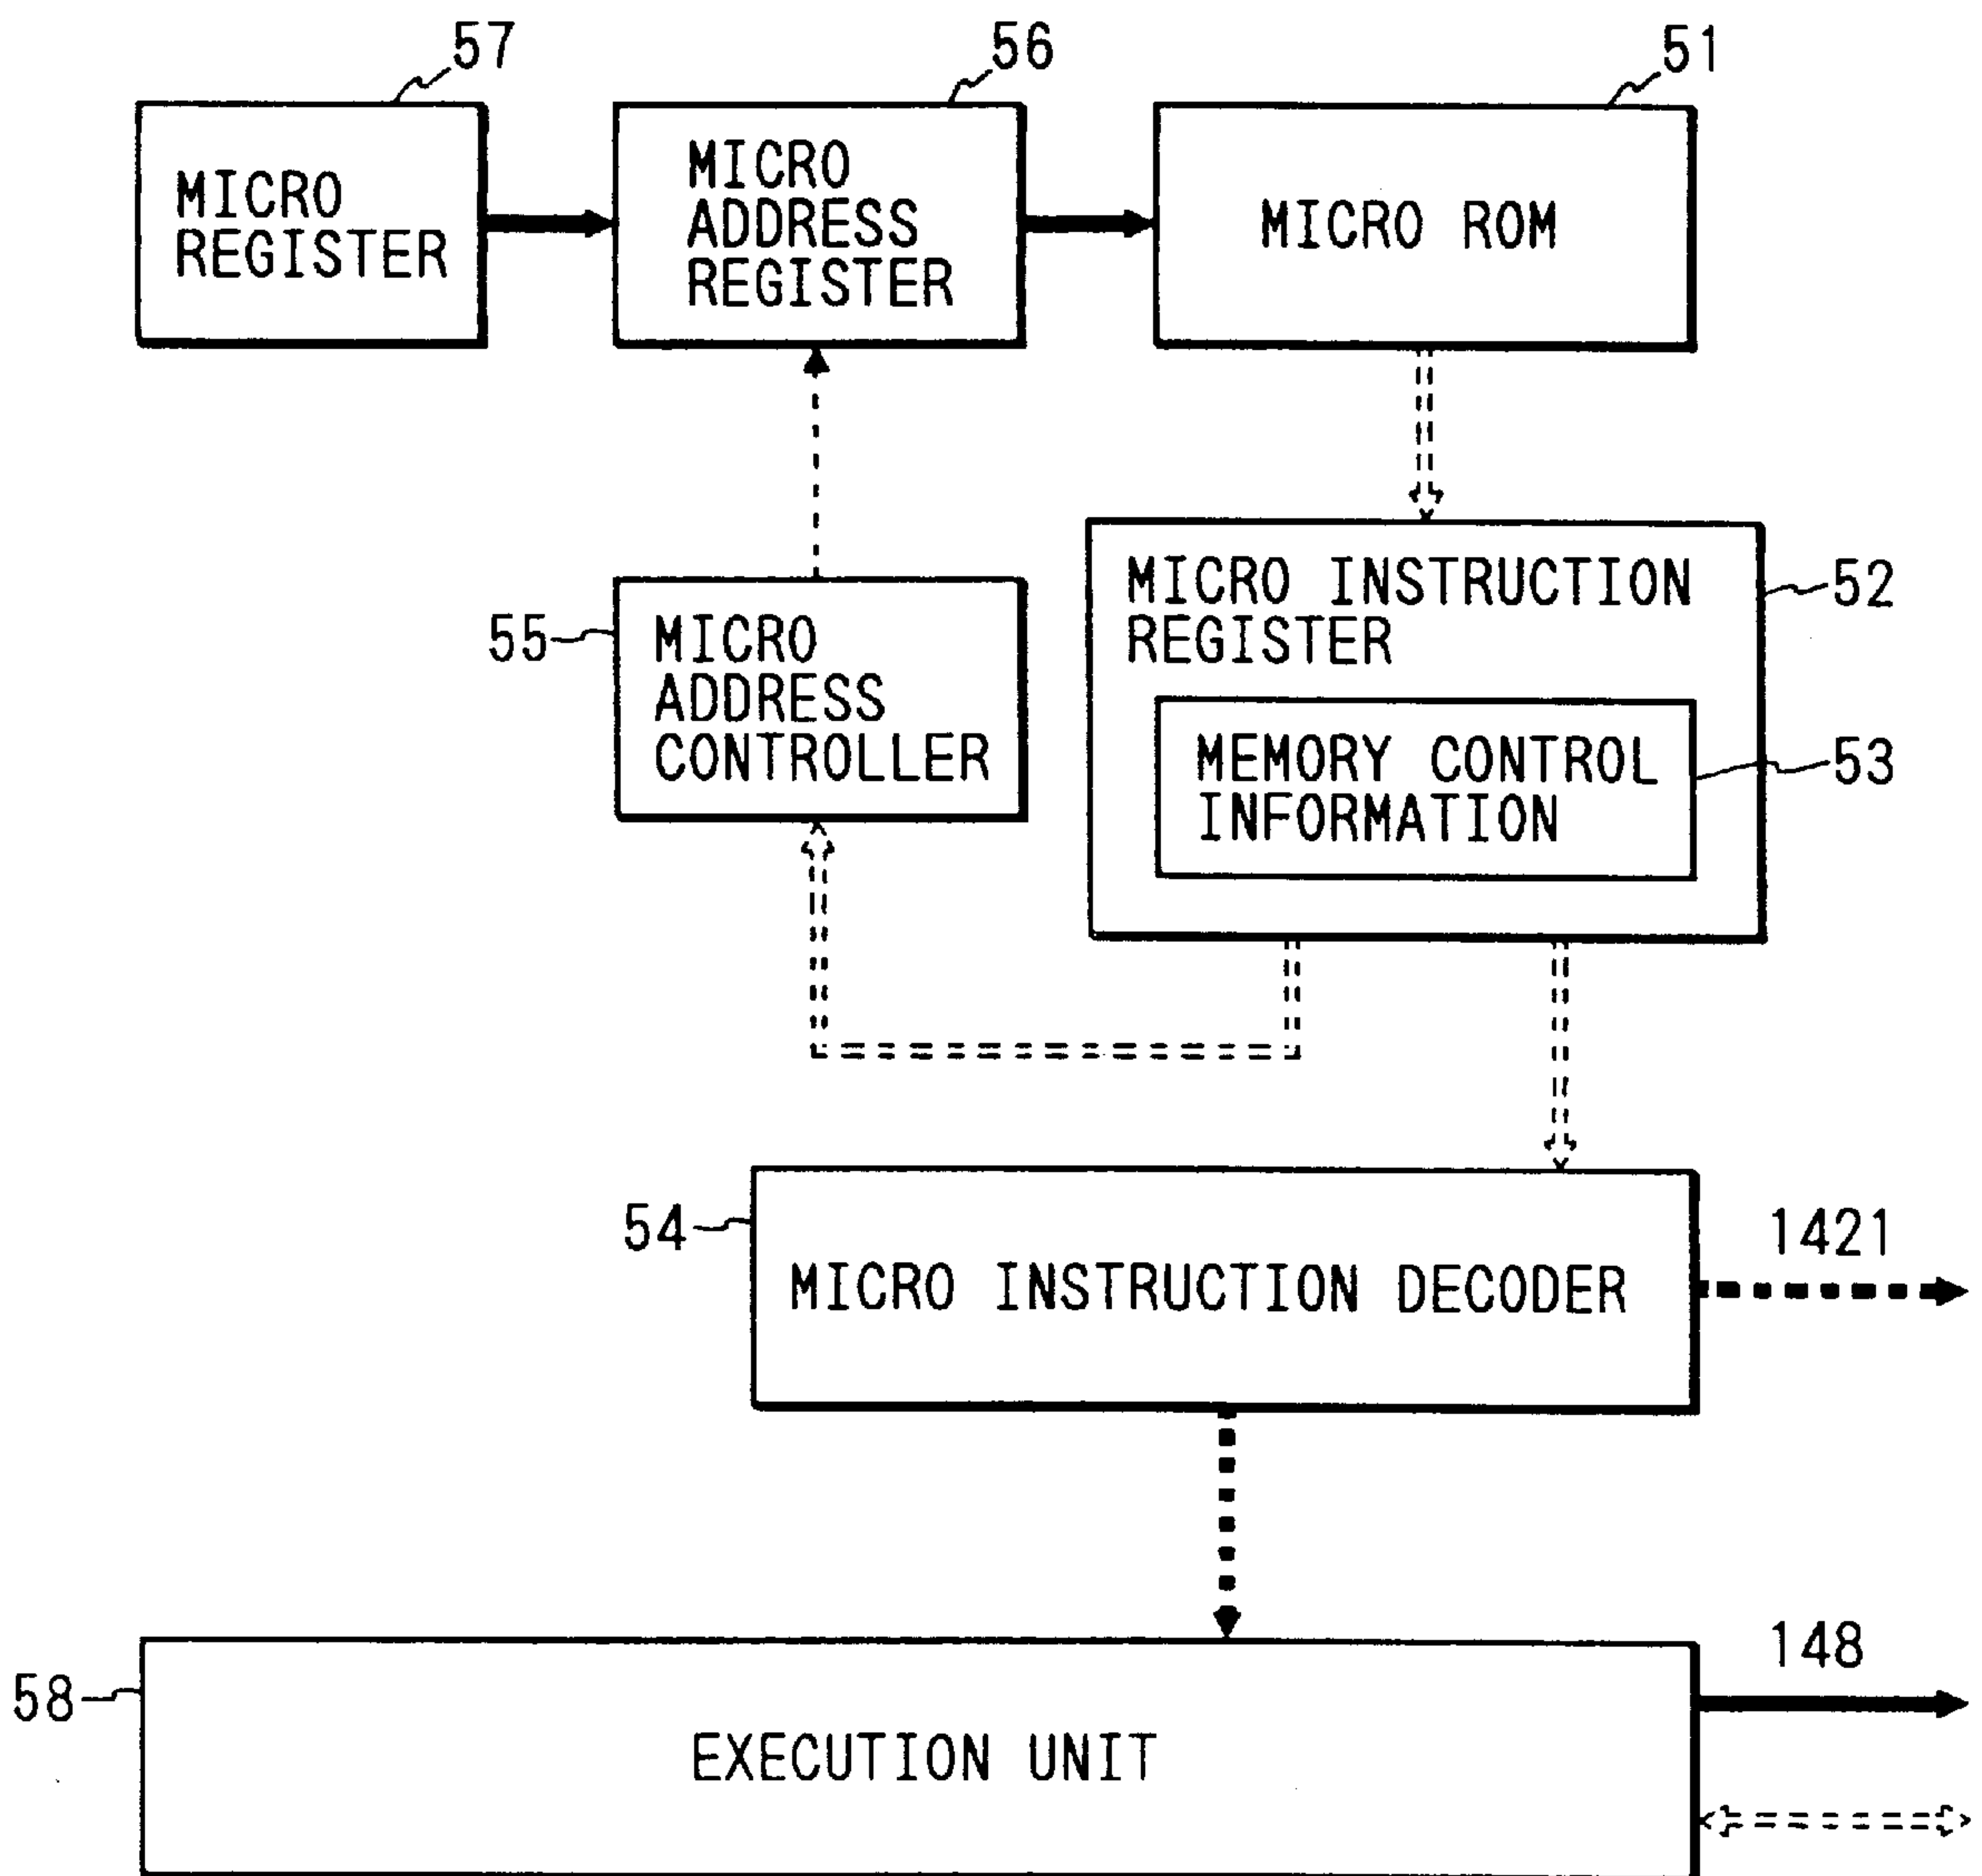 57
56
51
MICRO
REGISTER
MICRO
ADDRESS
REGISTER
MICRO ROM
MICRO INSTRUCTION
REGISTER
52
55
MICRO
ADDRESS
CONTROLLER
MEMORY CONTROL
INFORMATION
53
54
MICRO INSTRUCTION DECODER
1421
58
EXECUTION UNIT
148